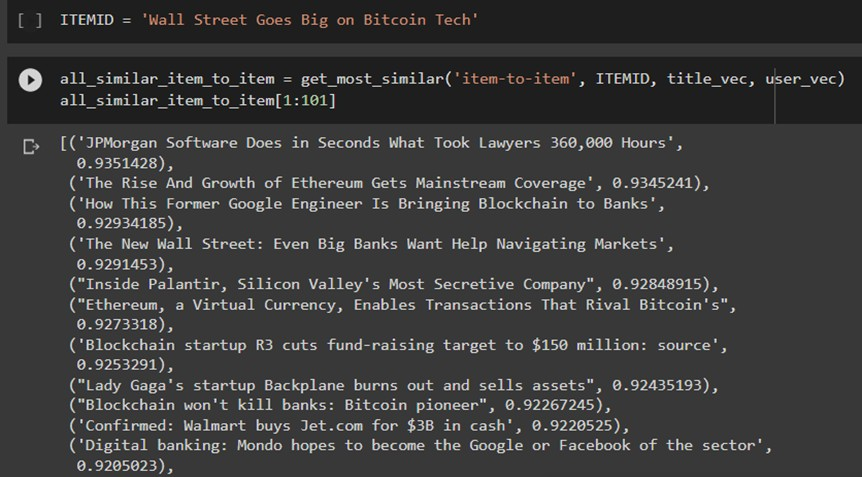 [ ] ITEMID = 'Wall Street Goes Big on Bitcoin Tech'
all_similar_item_to_item = get_most_similar('item-to-item', ITEMID, title_vec, user_vec)
all_similar_item_to_item[1:101]
[('JPMorgan Software Does in Seconds What Took Lawyers 360,000 Hours',
0.9351428),
('The Rise And Growth of Ethereum Gets Mainstream Coverage', 0.9345241),
('How This Former Google Engineer Is Bringing Blockchain to Banks',
0.92934185),
('The New Wall Street: Even Big Banks Want Help Navigating Markets',
0.9291453),
("Inside Palantir, Silicon Valley's Most Secretive Company", 0.92848915),
("Ethereum, a Virtual Currency, Enables Transactions That Rival Bitcoin's",
0.9273318),
('Blockchain startup R3 cuts fund-raising target to $150 million: source',
0.9253291),
("Lady Gaga's startup Backplane burns out and sells assets", 0.92435193),
("Blockchain won't kill banks: Bitcoin pioneer", 0.92267245),
('Confirmed: Walmart buys Jet.com for $3B in cash', 0.9220525),
('Digital banking: Mondo hopes to become the Google or Facebook of the sector',
0.9205023),